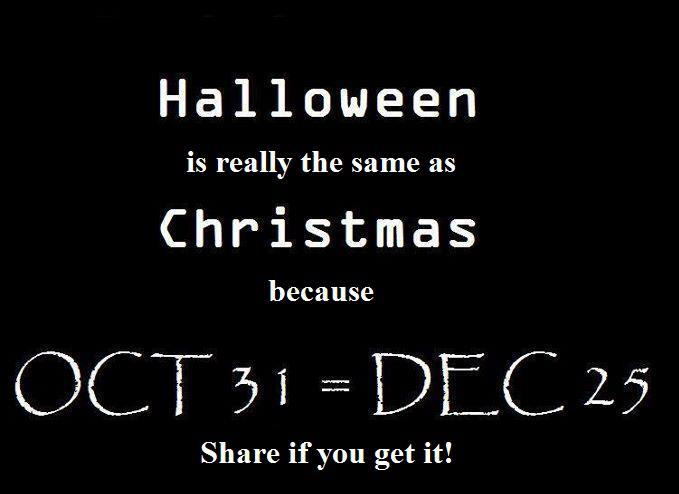 Halloween
is really the same as
Christmas
because
OCT 31 = DEC 25
Share if you get it!